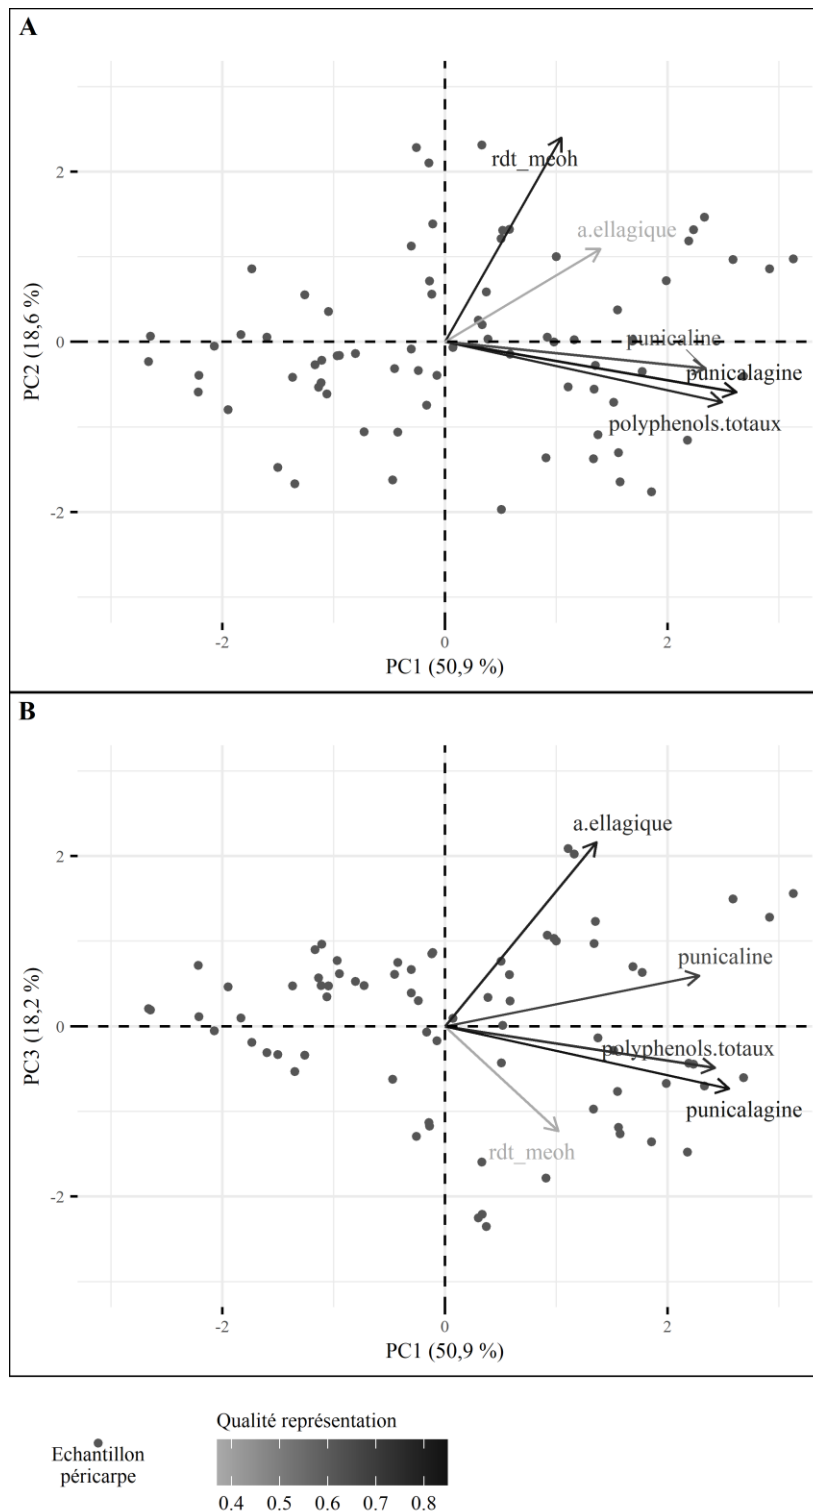 A
2
rdt_meoh
a.ellagique
PC2 (18,6 %)
0
punicaline
punicalagine
polyphenols.totaux
-2
-2
0
2
PC1 (50,9 %)
B
a.ellagique
2
punicaline
PC3 (18,2 %)
0
polyphenols.totaux
punicalagine
rdt_meoh
-2
-2
0
2
PC1 (50,9 %)
Qualité représentation
Echantillon
péricarpe
0.4 0.5 0.6 0.7 0.8